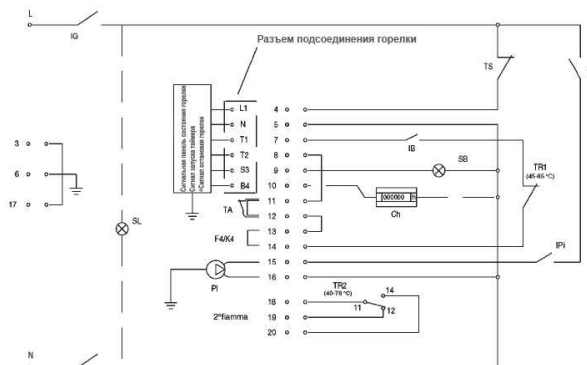 L
IG
Разъем подсоединения горелки
TS
Сигнальная панель состояния горелки
Сигнал запуска таймера
+Сигнал остановки горелки
L1
4
N
5
T1
7
IB
T2
8
S3
9
SB
TR1
(45-85 °C)
B4
10
000000 h
Ch
3
6
17
TA
11
12
SL
F4/K4
13
14
15
IPi
PI
16
TR2
(40-70 °C)
14
18
11
12
2°fiamma
19
20
N